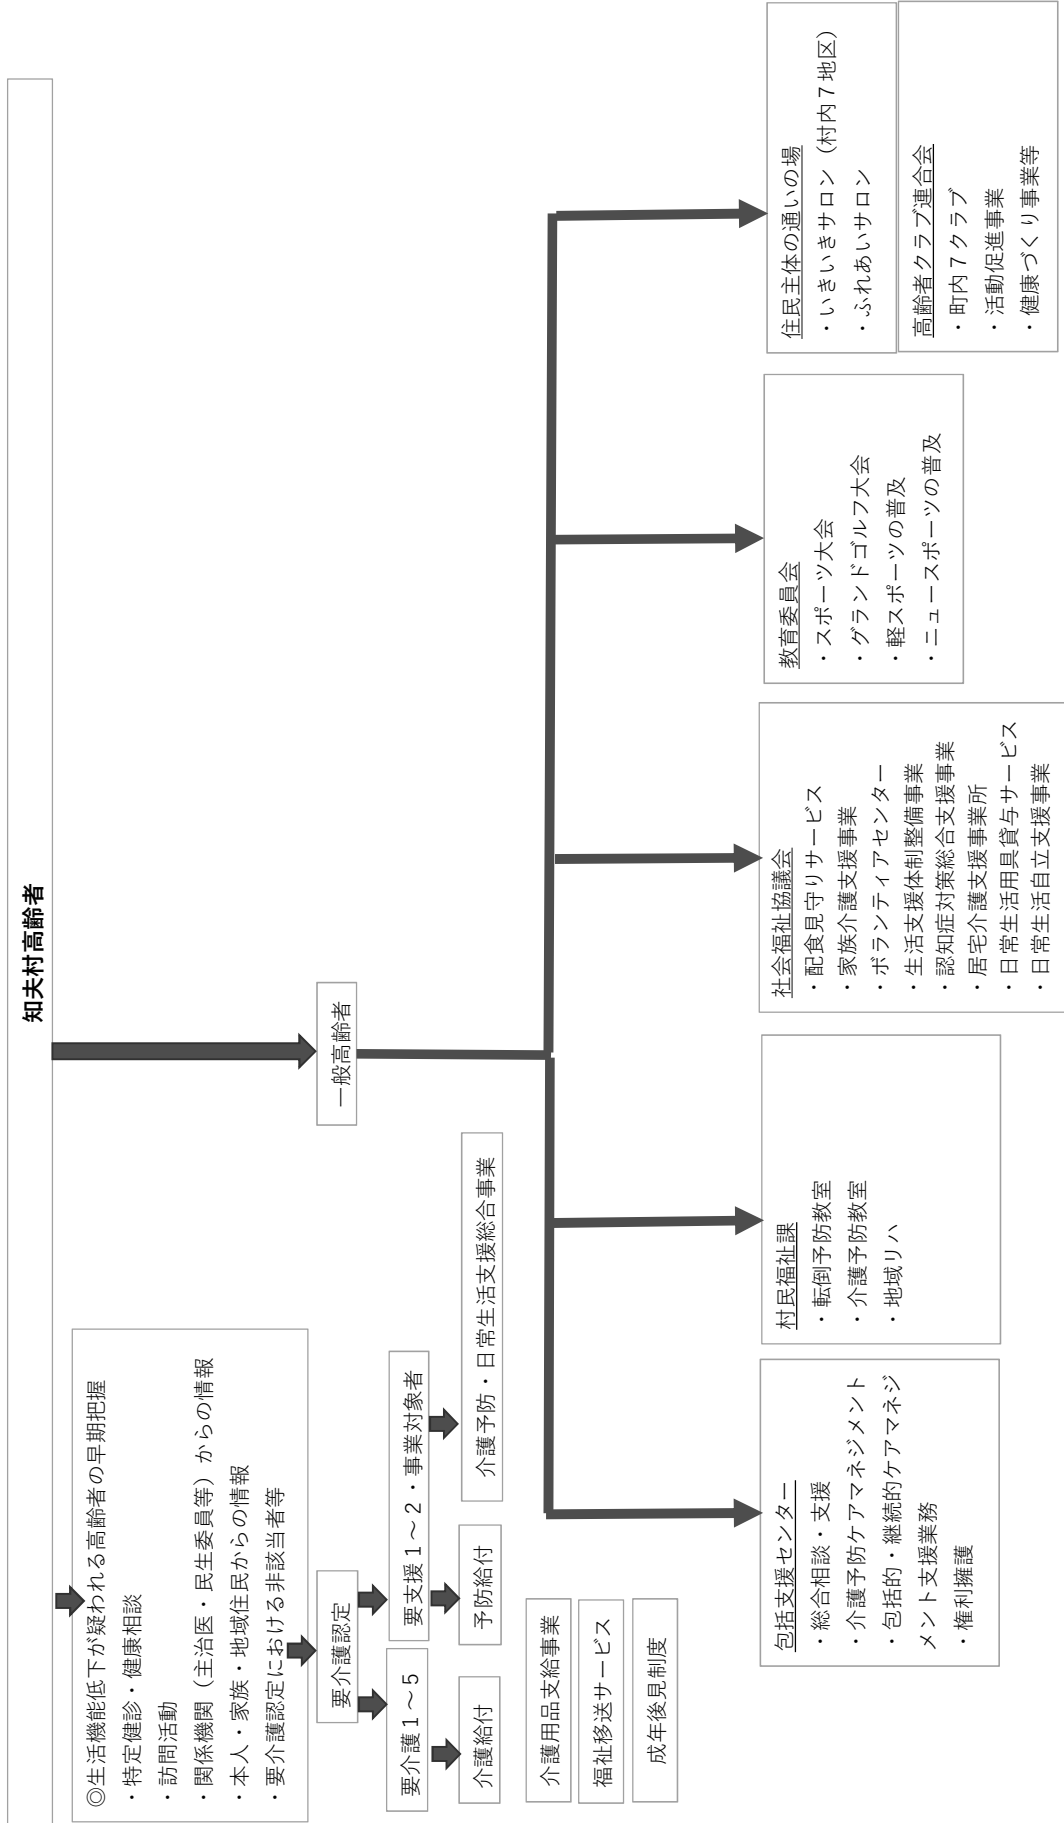 知夫村高齢者
◎生活機能低下が疑われる高齢者の早期把握
・特定健診・健康相談
・訪問活動
・関係機関（主治医・民生委員等）からの情報
・本人・家族・地域住民からの情報
・要介護認定における非該当者等
要介護認定
要介護１～５
要支援１～２・事業対象者
介護給付
予防給付
介護予防・日常生活支援総合事業
介護用品支給事業
福祉移送サービス
成年後見制度
一般高齢者
包括支援センター
・総合相談・支援
・介護予防ケアマネジメント
・包括的・継続的ケアマネジ
メント支援業務
・権利擁護
村民福祉課
・転倒予防教室
・介護予防教室
・地域リハ
社会福祉協議会
・配食見守りサービス
・家族介護支援事業
・ボランティアセンター
・生活支援体制整備事業
・認知症対策総合支援事業
・居宅介護支援事業所
・日常生活用具貸与サービス
・日常生活自立支援事業
教育委員会
・スポーツ大会
・グランドゴルフ大会
・軽スポーツの普及
・ニュースポーツの普及
住民主体の通いの場
・いきいきサロン（村内７地区）
・ふれあいサロン
高齢者クラブ連合会
・町内７クラブ
・活動促進事業
・健康づくり事業等